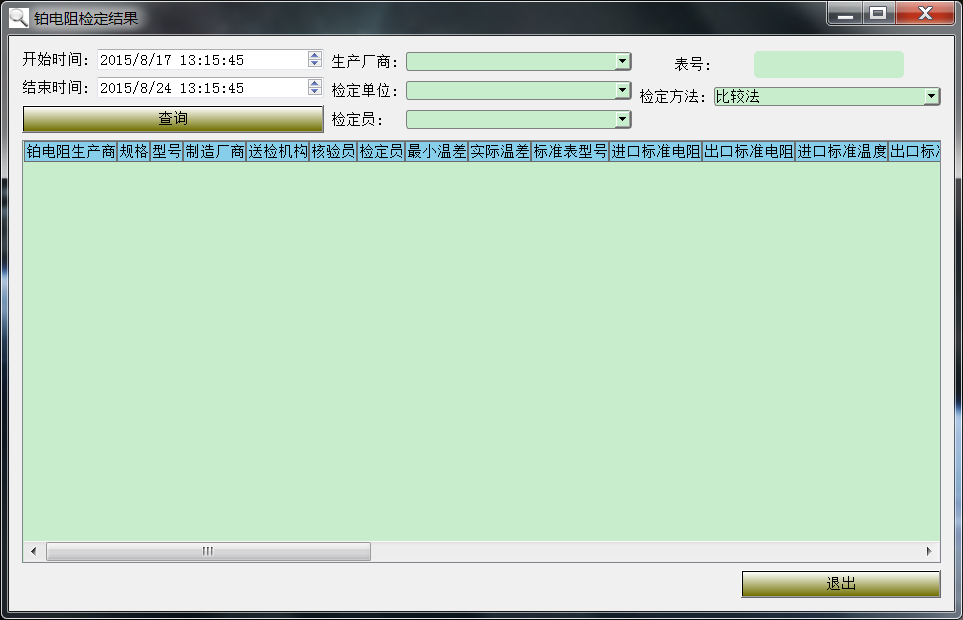 铂电阻检定结果
开始时间： 2015/8/17 13:15:45 生产厂商： 表号：
结束时间： 2015/8/24 13:15:45 检定单位： 检定方法： 比较法
查询 检定员：
铂电阻生产商 规格 型号 制造厂商 送检机构 核验员 检定员 最小温差 实际温差 标准表型号 进口标准电阻 出口标准电阻 进口标准温度 出口标
退出